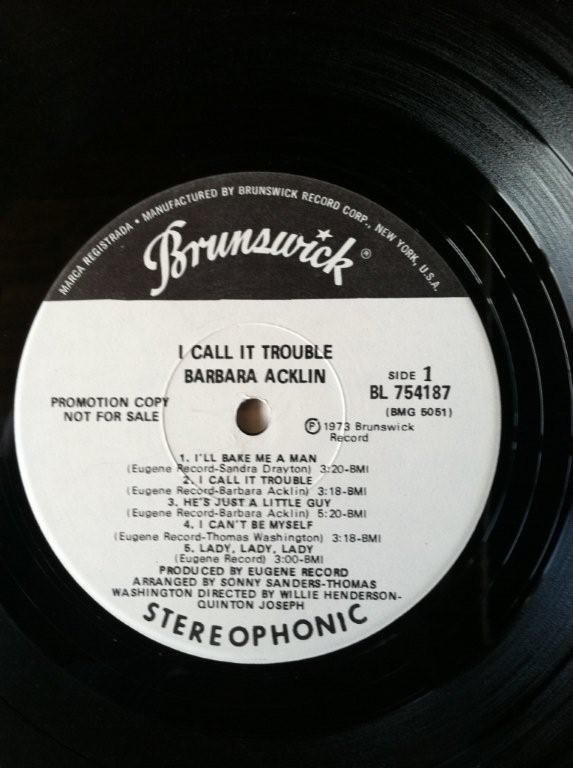 MARCA REGISTRADA • MANUFACTURED BY BRUNSWICK RECORD CORP., NEW YORK, U.S.A.
Brunswick®
I CALL IT TROUBLE
BARBARA ACKLIN
SIDE 1
BL 754187
(BMG 5051)
PROMOTION COPY
NOT FOR SALE
Ⓟ 1973 Brunswick
Record
1. I'LL BAKE ME A MAN
(Eugene Record-Sandra Drayton) 3:20-BMI
2. I CALL IT TROUBLE
(Eugene Record-Barbara Acklin) 3:18-BMI
3. HE'S JUST A LITTLE GUY
(Eugene Record-Barbara Acklin) 5:20-BMI
4. I CAN'T BE MYSELF
(Eugene Record-Thomas Washington) 3:18-BMI
5. LADY, LADY, LADY
(Eugene Record) 3:00-BMI
PRODUCED BY EUGENE RECORD
ARRANGED BY SONNY SANDERS-THOMAS
WASHINGTON DIRECTED BY WILLIE HENDERSON-
QUINTON JOSEPH
STEREOPHONIC